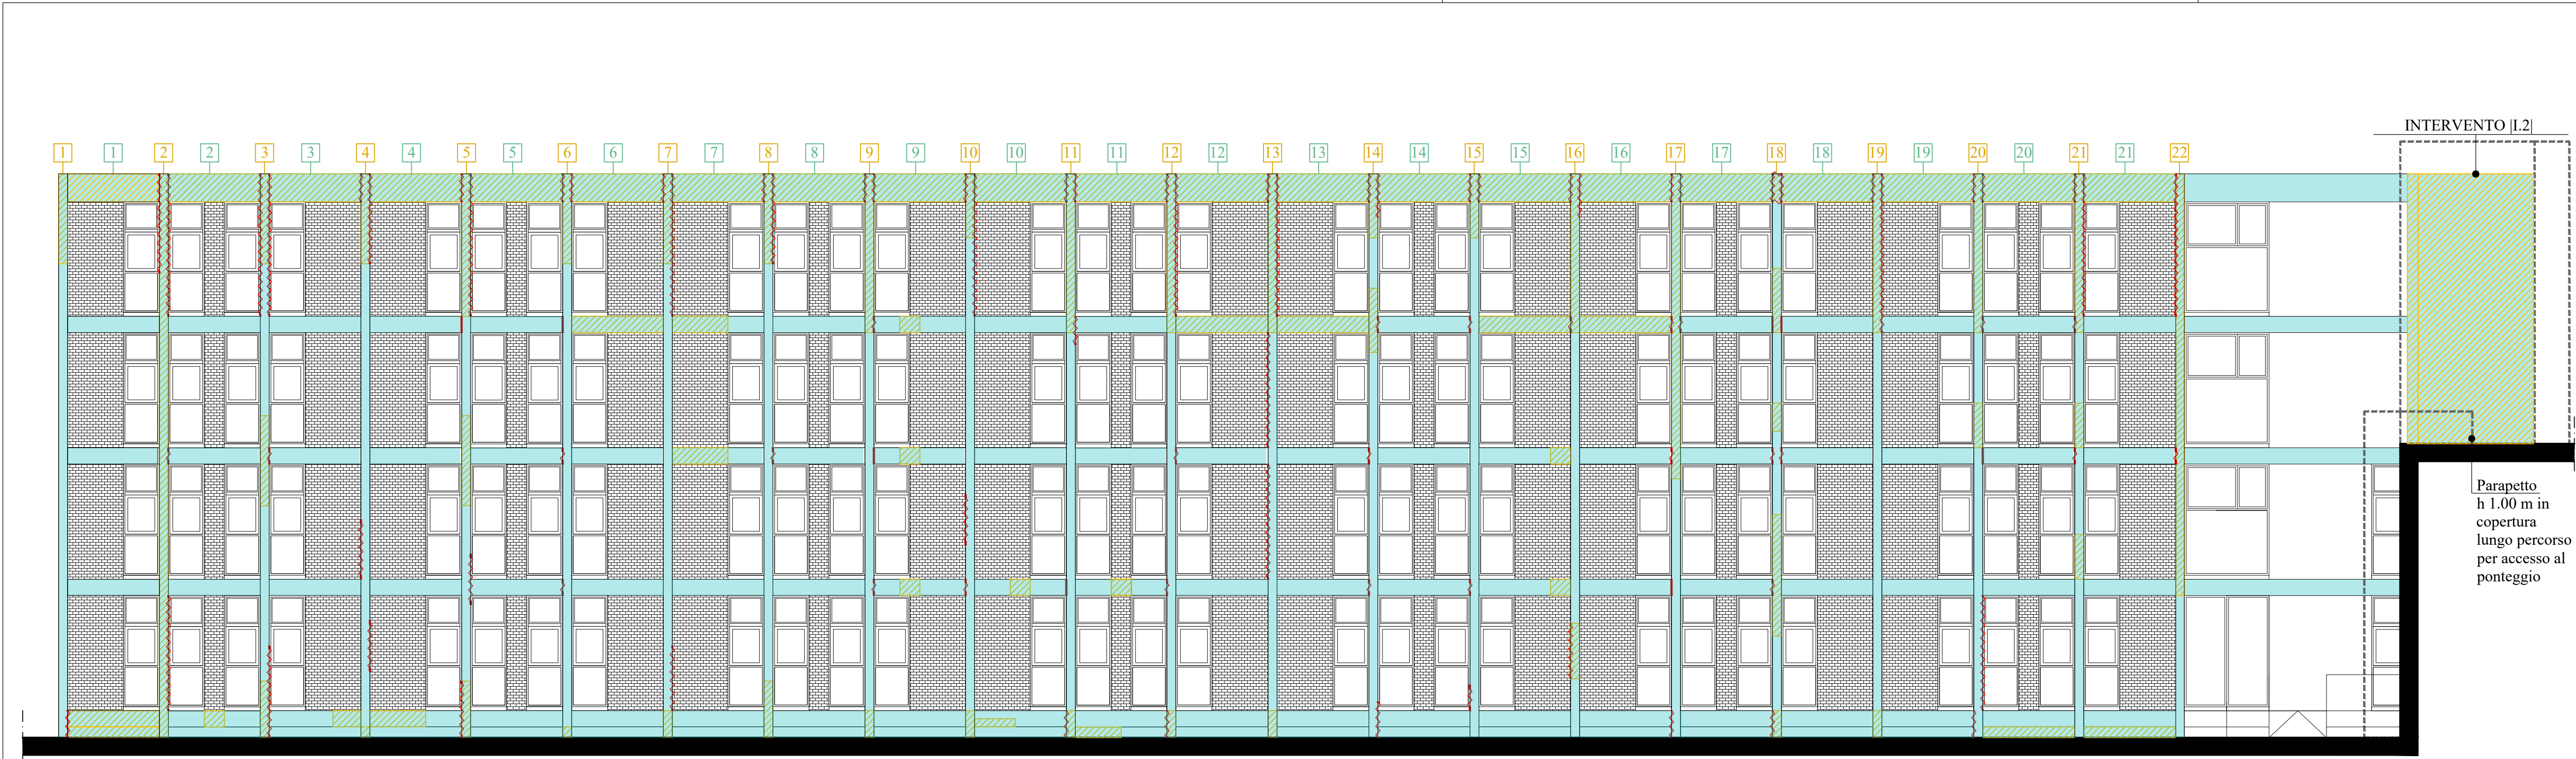 INTERVENTO |I.2|
1 1 2 2 3 3 4 4 5 5 6 6 7 7 8 8 9 9 10 10 11 11 12 12 13 13 14 14 15 15 16 16 17 17 18 18 19 19 20 20 21 21 22
Parapetto
h 1.00 m in
copertura
lungo percorso
per accesso al
ponteggio